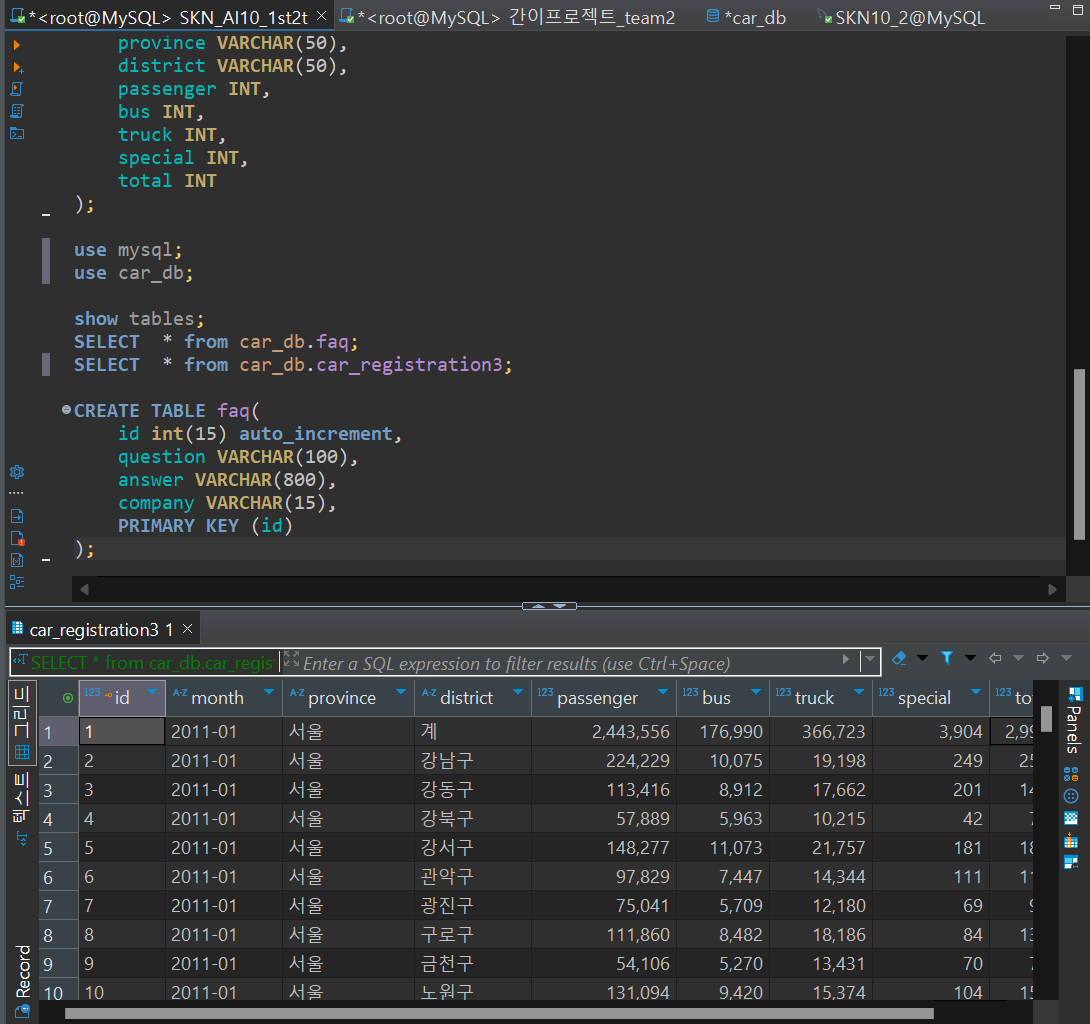 *<root@MySQL> SKN_AI10_1st2t
*<root@MySQL> 간이프로젝트_team2
*car_db
SKN10_2@MySQL
province VARCHAR(50),
district VARCHAR(50),
passenger INT,
bus INT,
truck INT,
special INT,
total INT
);
use mysql;
use car_db;
show tables;
SELECT * from car_db.faq;
SELECT * from car_db.car_registration3;
CREATE TABLE faq(
id int(15) auto_increment,
question VARCHAR(100),
answer VARCHAR(800),
company VARCHAR(15),
PRIMARY KEY (id)
);
car_registration3 1
SELECT * from car_db.car_regis
Enter a SQL expression to filter results (use Ctrl+Space)
그리드
텍스트
Record
Panels
123 id A-Z month A-Z province A-Z district 123 passenger 123 bus 123 truck 123 special 123 to
1 1 2011-01 서울 계 2,443,556 176,990 366,723 3,904 2,99
2 2 2011-01 서울 강남구 224,229 10,075 19,198 249 25
3 3 2011-01 서울 강동구 113,416 8,912 17,662 201 14
4 4 2011-01 서울 강북구 57,889 5,963 10,215 42
5 5 2011-01 서울 강서구 148,277 11,073 21,757 181 18
6 6 2011-01 서울 관악구 97,829 7,447 14,344 111 11
7 7 2011-01 서울 광진구 75,041 5,709 12,180 69
8 8 2011-01 서울 구로구 111,860 8,482 18,186 84 13
9 9 2011-01 서울 금천구 54,106 5,270 13,431 70
10 10 2011-01 서울 노원구 131,094 9,420 15,374 104 15